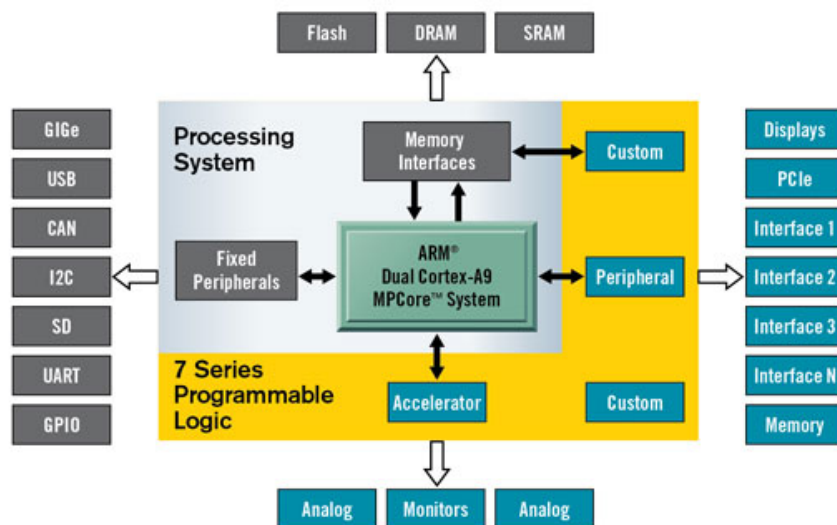 Flash
DRAM
SRAM
GIGe
USB
CAN
I2C
SD
UART
GPIO
Processing
System
Memory
Interfaces
Custom
Fixed
Peripherals
ARM®
Dual Cortex-A9
MPCore™ System
Peripheral
7 Series
Programmable
Logic
Accelerator
Custom
Displays
PCIe
Interface 1
Interface 2
Interface 3
Interface N
Memory
Analog
Monitors
Analog